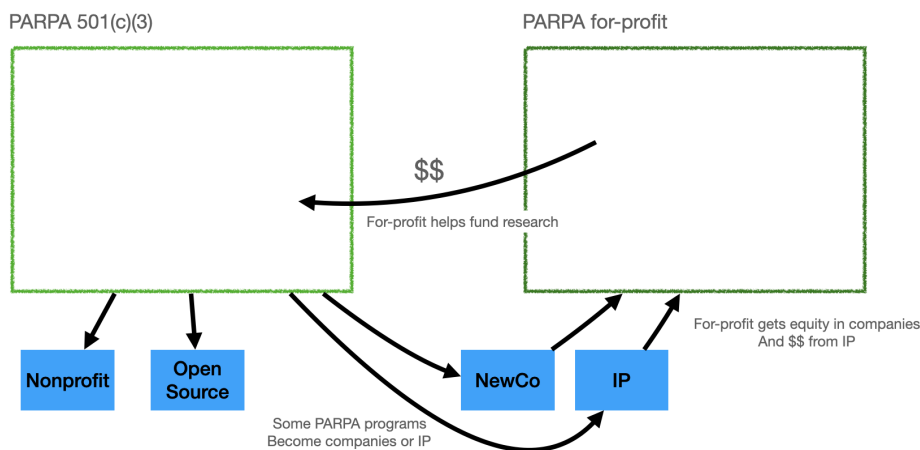 PARPA 501(c)(3)
PARPA for-profit
$$
For-profit helps fund research
For-profit gets equity in companies
And $$ from IP
Nonprofit
Open
Source
NewCo
IP
Some PARPA programs
Become companies or IP